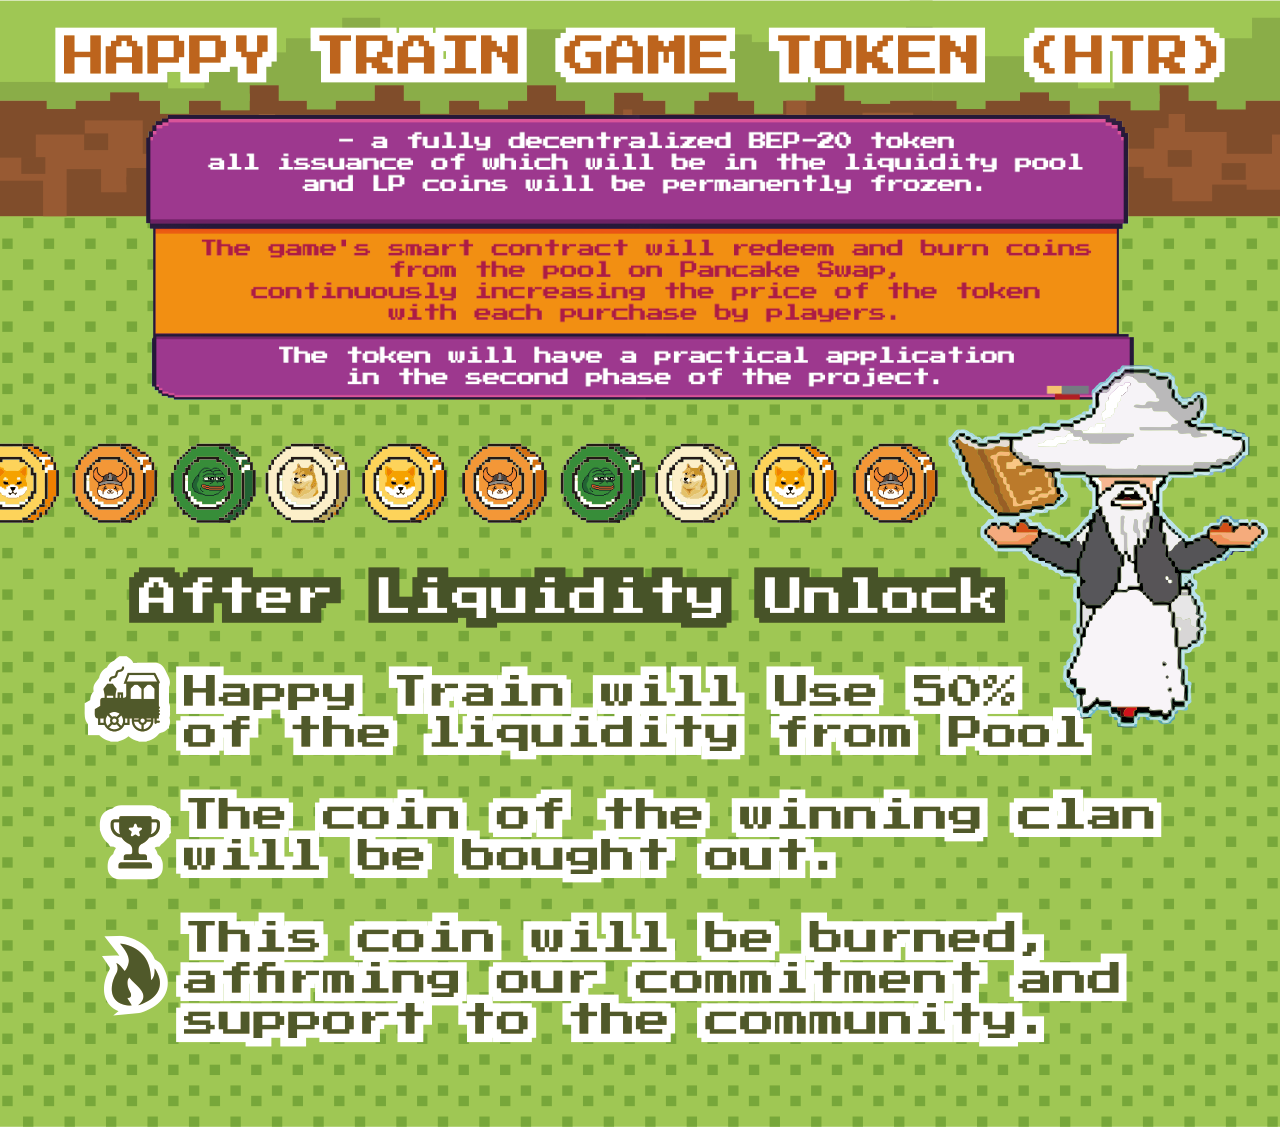 HAPPY TRAIN GAME TOKEN (HTR)
- a fully decentralized BEP-20 token
all issuance of which will be in the liquidity pool
and LP coins will be permanently frozen.
The game's smart contract will redeem and burn coins
from the pool on Pancake Swap,
continuously increasing the price of the token
with each purchase by players.
The token will have a practical application
in the second phase of the project.
After Liquidity Unlock
Happy Train will Use 50%
of the liquidity from Pool
The coin of the winning clan
will be bought out.
This coin will be burned,
affirming our commitment and
support to the community.